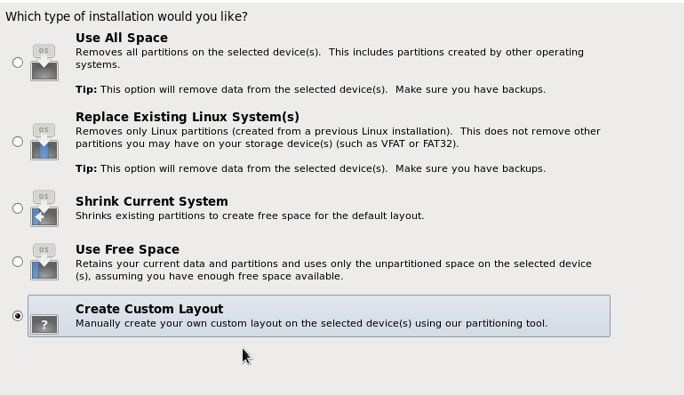 Which type of installation would you like?
Use All Space
Removes all partitions on the selected device(s).  This includes partitions created by other operating
systems.
Tip: This option will remove data from the selected device(s).  Make sure you have backups.
Replace Existing Linux System(s)
Removes only Linux partitions (created from a previous Linux installation).  This does not remove other
partitions you may have on your storage device(s) (such as VFAT or FAT32).
Tip: This option will remove data from the selected device(s).  Make sure you have backups.
Shrink Current System
Shrinks existing partitions to create free space for the default layout.
Use Free Space
Retains your current data and partitions and uses only the unpartitioned space on the selected device
(s), assuming you have enough free space available.
Create Custom Layout
Manually create your own custom layout on the selected device(s) using our partitioning tool.
OS
OS
OS
OS
?